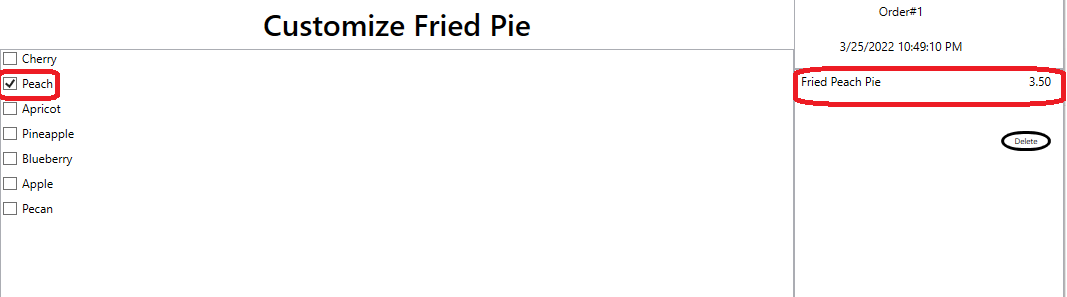 Customize Fried Pie
Cherry
Peach
Apricot
Pineapple
Blueberry
Apple
Pecan
Order#1
3/25/2022 10:49:10 PM
Fried Peach Pie 3.50
Delete